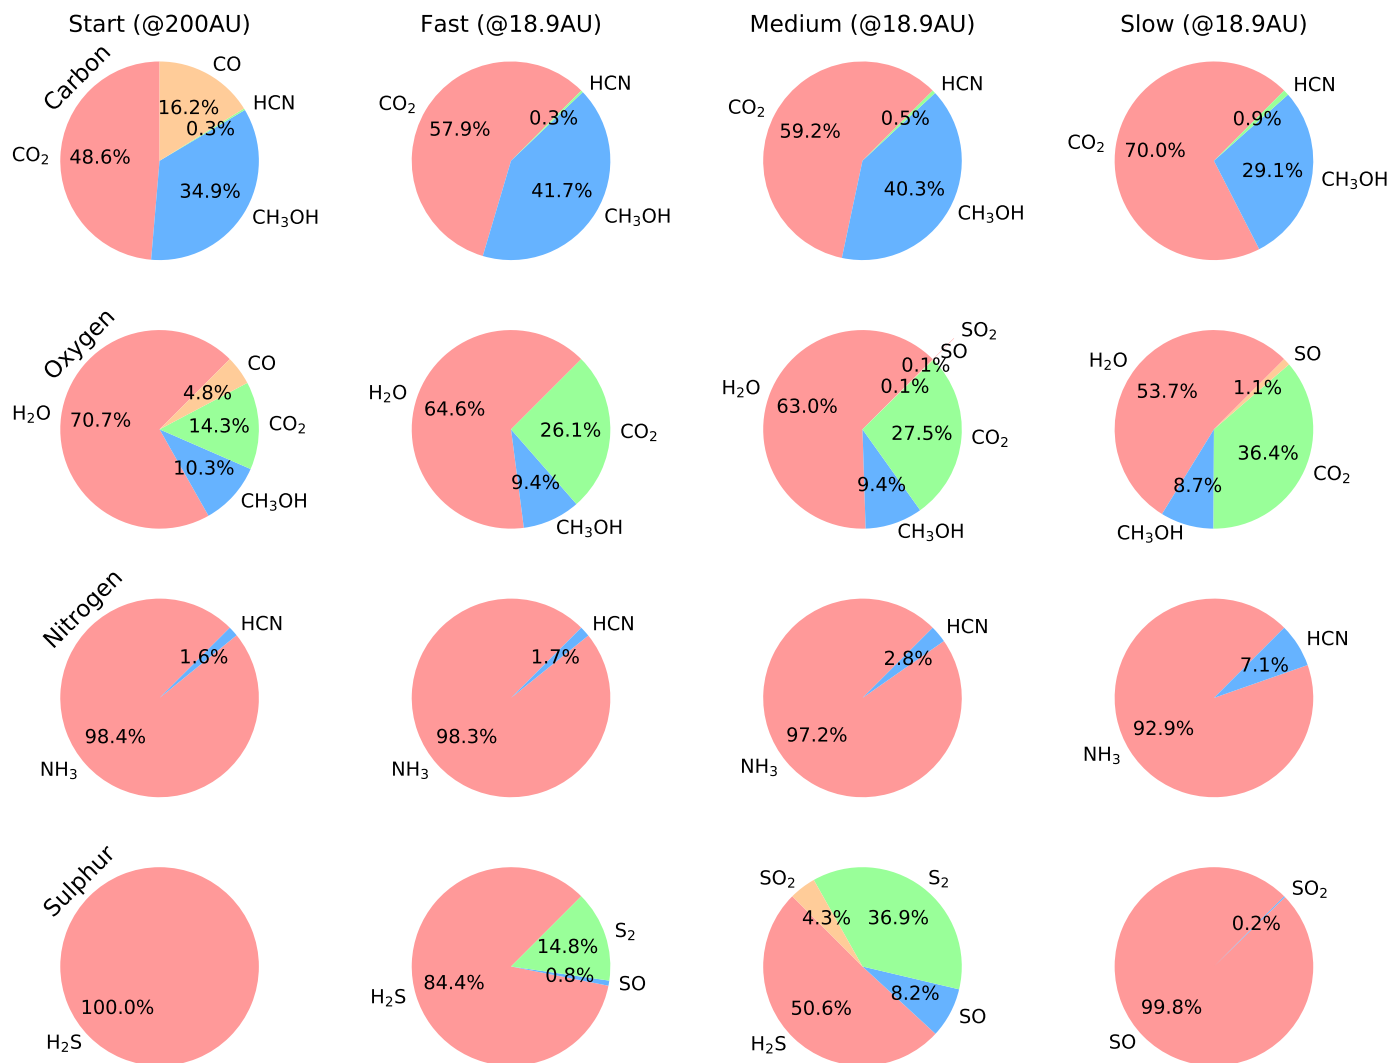 Start (@200AU) Fast (@18.9AU) Medium (@18.9AU) Slow (@18.9AU)
Carbon
CO
HCN
CO₂
CH₃OH
16.2%
0.3%
48.6%
34.9%
HCN
CO₂
CH₃OH
0.3%
57.9%
41.7%
HCN
CO₂
CH₃OH
0.5%
59.2%
40.3%
HCN
CO₂
CH₃OH
0.9%
70.0%
29.1%
Oxygen
CO
H₂O
CO₂
CH₃OH
4.8%
70.7%
14.3%
10.3%
H₂O
CO₂
CH₃OH
64.6%
26.1%
9.4%
SO₂
SO
H₂O
CO₂
CH₃OH
0.1%
0.1%
63.0%
27.5%
9.4%
SO
H₂O
CO₂
CH₃OH
1.1%
53.7%
36.4%
8.7%
Nitrogen
HCN
NH₃
1.6%
98.4%
HCN
NH₃
1.7%
98.3%
HCN
NH₃
2.8%
97.2%
HCN
NH₃
7.1%
92.9%
Sulphur
100.0%
H₂S
S₂
SO
H₂S
14.8%
0.8%
84.4%
SO₂
S₂
SO
H₂S
4.3%
36.9%
8.2%
50.6%
SO₂
SO
0.2%
99.8%